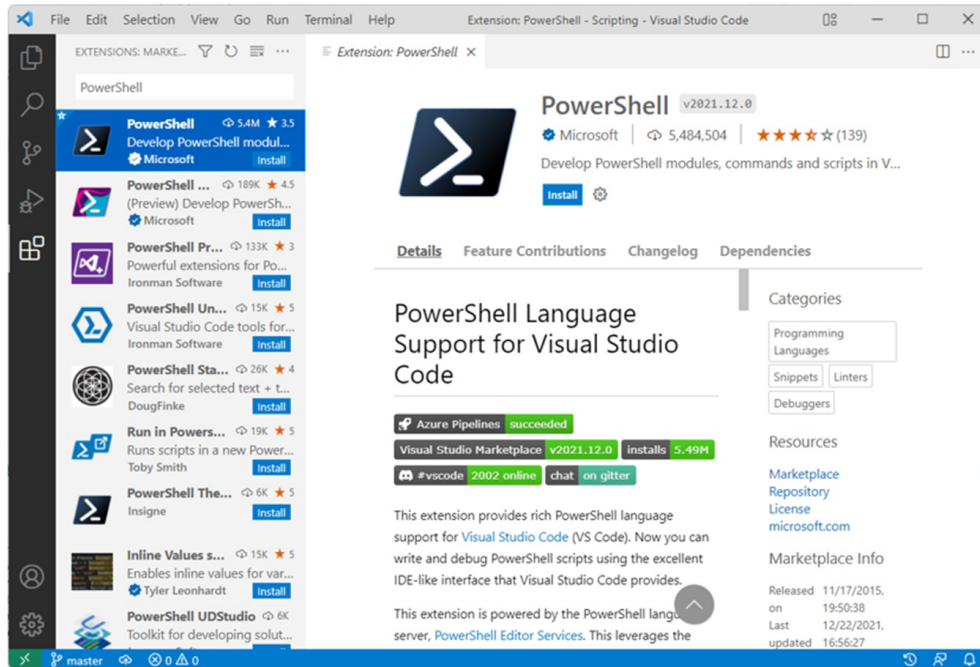 File Edit Selection View Go Run Terminal Help
Extension: PowerShell - Scripting - Visual Studio Code
EXTENSIONS: MARKE...
PowerShell
PowerShell 5.4M ★ 3.5
Develop PowerShell modul...
Microsoft Install
PowerShell ... 189K ★ 4.5
(Preview) Develop PowerSh...
Microsoft Install
PowerShell Pr... 133K ★ 3
Powerful extensions for Po...
Ironman Software Install
PowerShell Un... 15K ★ 5
Visual Studio Code tools for...
Ironman Software Install
PowerShell Sta... 26K ★ 4
Search for selected text + t...
DougFinke Install
Run in Powers... 19K ★ 5
Runs scripts in a new Power...
Toby Smith Install
PowerShell The... 6K ★ 5
Insigne Install
Inline Values s... 15K ★ 5
Enables inline values for var...
Tyler Leonhardt Install
PowerShell UDStudio 6K
Toolkit for developing solut...
Extension: PowerShell
PowerShell v2021.12.0
Microsoft 5,484,504 (139)
Develop PowerShell modules, commands and scripts in V...
Install
Details Feature Contributions Changelog Dependencies
PowerShell Language
Support for Visual Studio
Code
Azure Pipelines succeeded
Visual Studio Marketplace v2021.12.0 installs 5.49M
#vscode 2002 online chat on gitter
This extension provides rich PowerShell language
support for Visual Studio Code (VS Code). Now you can
write and debug PowerShell scripts using the excellent
IDE-like interface that Visual Studio Code provides.
This extension is powered by the PowerShell langu
server, PowerShell Editor Services. This leverages the
Categories
Programming
Languages
Snippets Linters
Debuggers
Resources
Marketplace
Repository
License
microsoft.com
Marketplace Info
Released 11/17/2015,
on 19:50:38
Last 12/22/2021,
updated 16:56:27
master 0 0